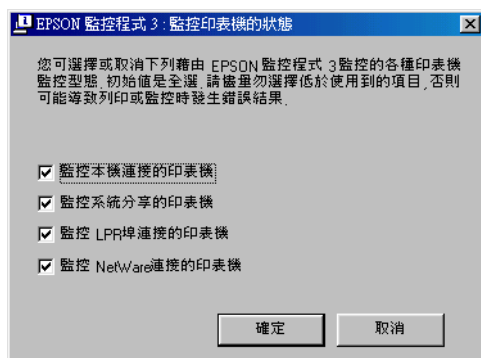 EPSON 監控程式 3 : 監控印表機的狀態
您可選擇或取消下列藉由 EPSON 監控程式 3監控的各種印表機
監控型態.初始值是全選.請儘量勿選擇低於使用到的項目,否則
可能導致列印或監控時發生錯誤結果.
監控本機連接的印表機
監控系統分享的印表機
監控 LPR埠連接的印表機
監控 NetWare連接的印表機
確定
取消